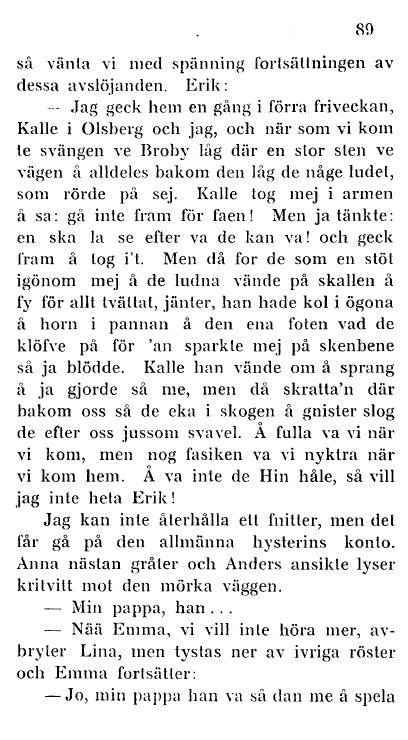 89
så vänta vi med spänning fortsättningen av
dessa avslöjanden. Erik:
— Jag geck hem en gång i förra friveckan,
Kalle i Olsberg och jag, och när som vi kom
te svängen ve Broby låg där en stor sten ve
vägen å alldeles bakom den låg de någe ludet,
som rörde på sej. Kalle tog mej i armen
å sa: gå inte fram för faen! Men ja tänkte:
en ska la se efter va de kan va! och geck
fram å tog i't. Men då for de som en stöt
igönom mej å de ludna vände på skallen å
fy för allt tvättat, jänter, han hade kol i ögona
å horn i pannan å den ena foten vad de
klöfve på för 'an sparkte mej på skenbene
så ja blödde. Kalle han vände om å sprang
å ja gjorde så me, men då skratta'n där
bakom oss så de eka i skogen å gnister slog
de efter oss jussom svavel. Å fulla va vi när
vi kom, men nog fasiken va vi nyktra när
vi kom hem. Å va inte de Hin håle, så vill
jag inte heta Erik!
Jag kan inte återhålla ett fnitter, men det
får gå på den allmänna hysterins konto.
Anna nästan gråter och Anders ansikte lyser
kritvitt mot den mörka väggen.
— Min pappa, han...
— Nää Emma, vi vill inte höra mer, av-
bryter Lina, men tystas ner av ivriga röster
och Emma fortsätter:
— Jo, min pappa han va så dan me å spela